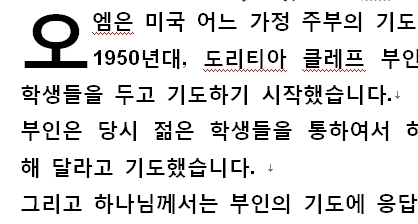 오엠은 미국 어느 가정 주부의 기도
1950년대, 도리티아 클레프 부인
학생들을 두고 기도하기 시작했습니다.
부인은 당시 젊은 학생들을 통하여서
해 달라고 기도했습니다.
그리고 하나님께서는 부인의 기도에 응답